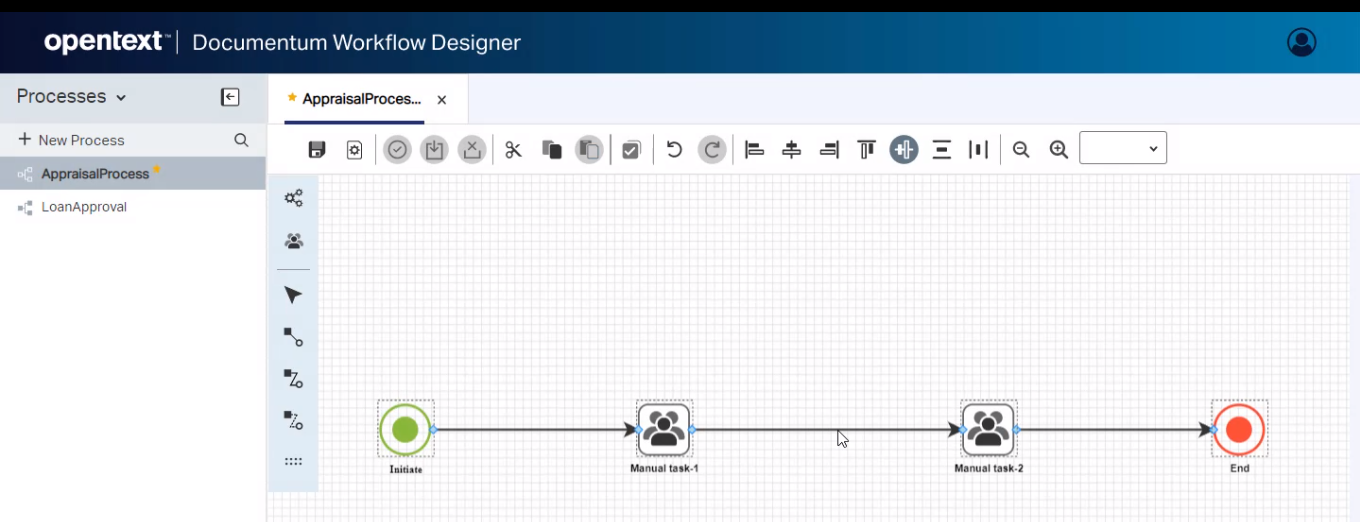 opentext™ | Documentum Workflow Designer
Processes
AppraisalProces...
New Process
AppraisalProcess
LoanApproval
Initiate
Manual task-1
Manual task-2
End